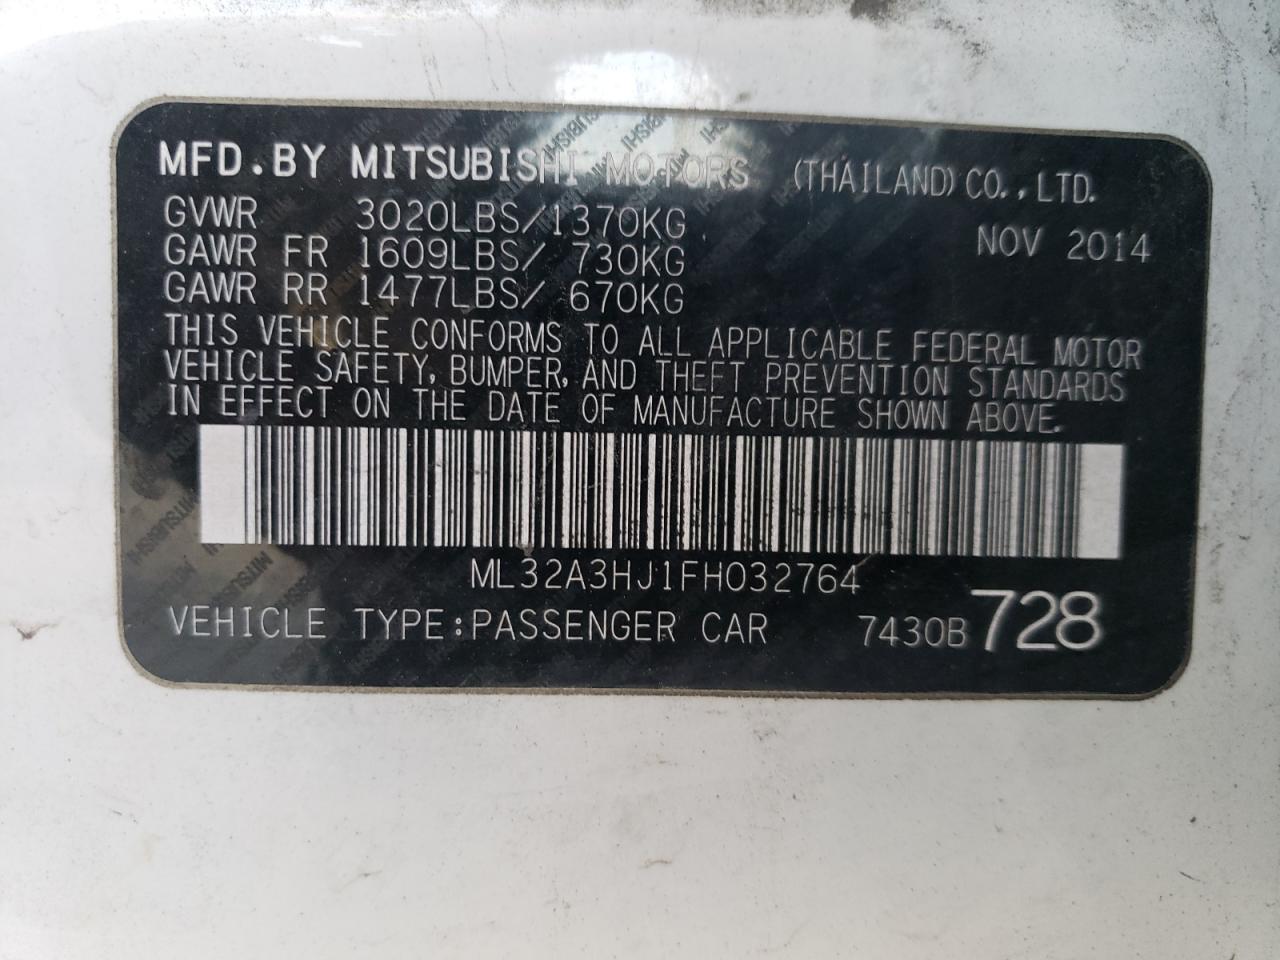 MFD.BY MITSUBISHI MOTORS (THAILAND) CO.,LTD.
GVWR 3020LBS/1370KG
NOV 2014
GAWR FR 1609LBS/ 730KG
GAWR RR 1477LBS/ 670KG
THIS VEHICLE CONFORMS TO ALL APPLICABLE FEDERAL MOTOR
VEHICLE SAFETY, BUMPER, AND THEFT PREVENTION STANDARDS
IN EFFECT ON THE DATE OF MANUFACTURE SHOWN ABOVE.
ML32A3HJ1FH032764
VEHICLE TYPE:PASSENGER CAR 7430B 728